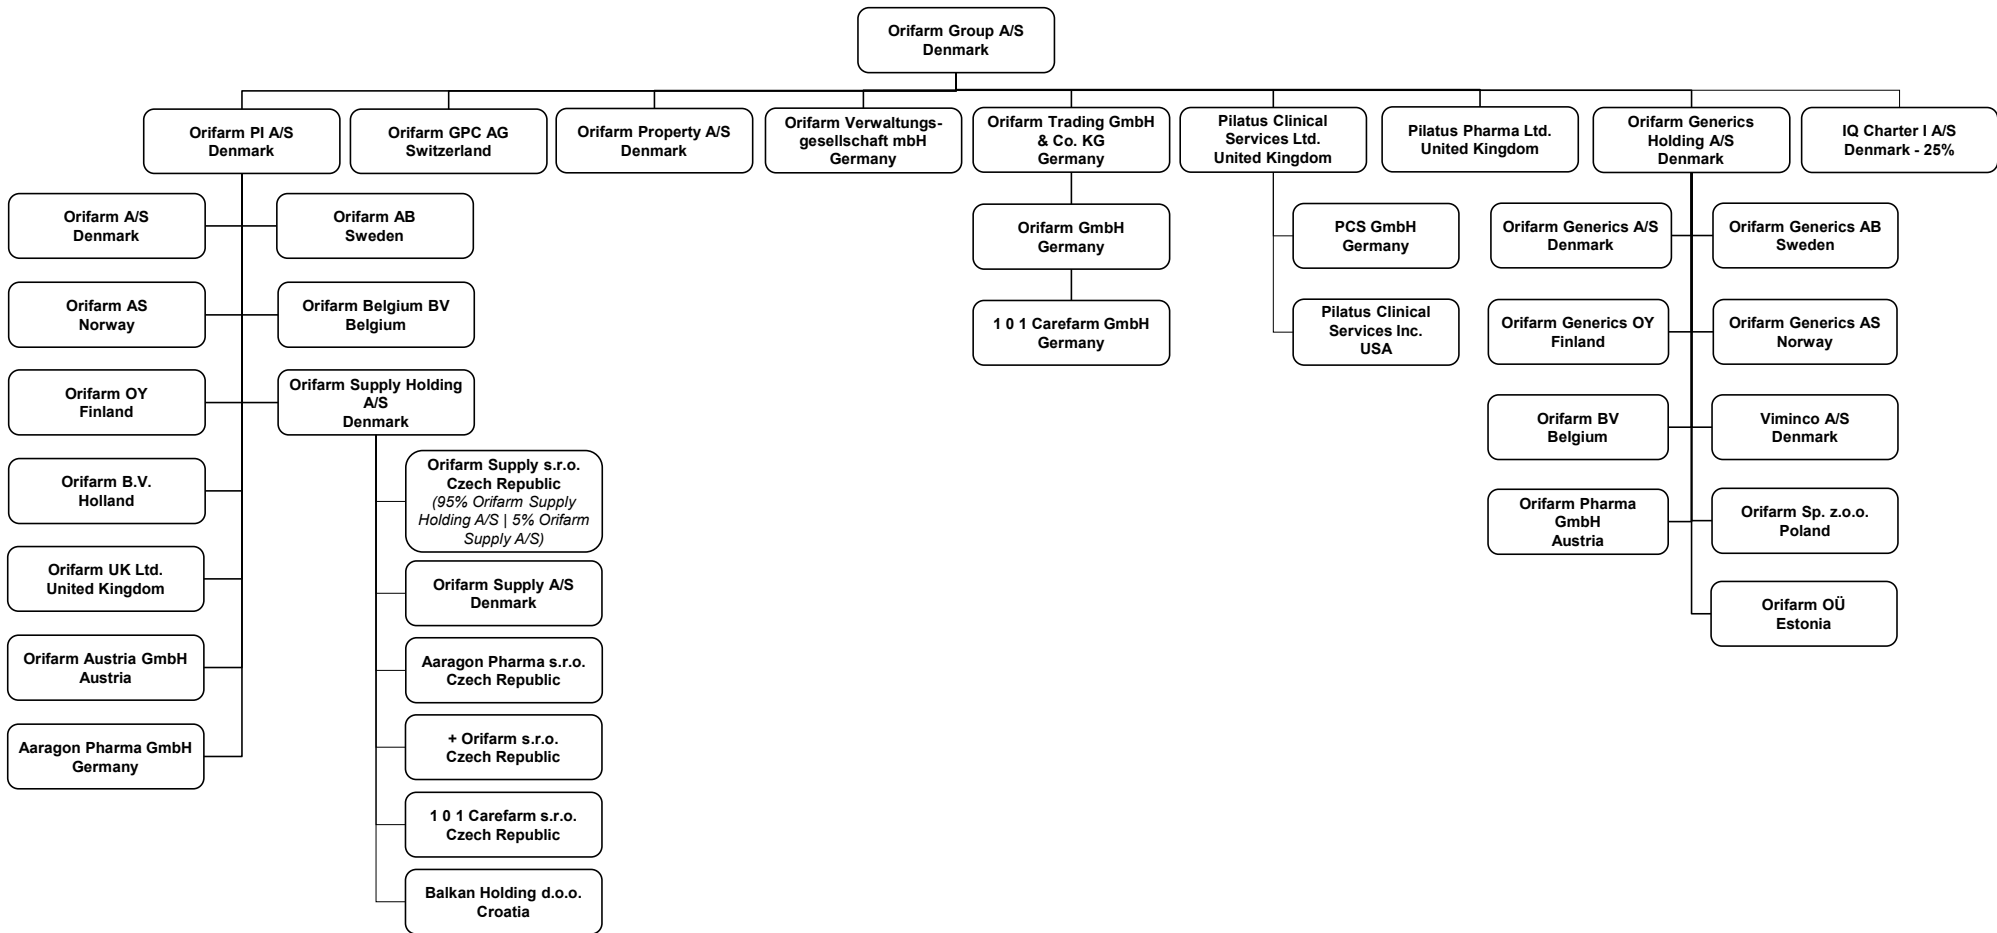 Orifarm Group A/S
Denmark
Orifarm PI A/S
Denmark
Orifarm GPC AG
Switzerland
Orifarm Property A/S
Denmark
Orifarm Verwaltungs-
gesellschaft mbH
Germany
Orifarm Trading GmbH
& Co. KG
Germany
Pilatus Clinical
Services Ltd.
United Kingdom
Pilatus Pharma Ltd.
United Kingdom
Orifarm Generics
Holding A/S
Denmark
IQ Charter I A/S
Denmark - 25%
Orifarm A/S
Denmark
Orifarm AB
Sweden
Orifarm AS
Norway
Orifarm Belgium BV
Belgium
Orifarm OY
Finland
Orifarm Supply Holding
A/S
Denmark
Orifarm B.V.
Holland
Orifarm UK Ltd.
United Kingdom
Orifarm Austria GmbH
Austria
Aaragon Pharma GmbH
Germany
Orifarm Supply s.r.o.
Czech Republic
(95% Orifarm Supply
Holding A/S | 5% Orifarm
Supply A/S)
Orifarm Supply A/S
Denmark
Aaragon Pharma s.r.o.
Czech Republic
+ Orifarm s.r.o.
Czech Republic
1 0 1 Carefarm s.r.o.
Czech Republic
Balkan Holding d.o.o.
Croatia
Orifarm GmbH
Germany
1 0 1 Carefarm GmbH
Germany
PCS GmbH
Germany
Pilatus Clinical
Services Inc.
USA
Orifarm Generics A/S
Denmark
Orifarm Generics AB
Sweden
Orifarm Generics OY
Finland
Orifarm Generics AS
Norway
Orifarm BV
Belgium
Viminco A/S
Denmark
Orifarm Pharma
GmbH
Austria
Orifarm Sp. z.o.o.
Poland
Orifarm OÜ
Estonia